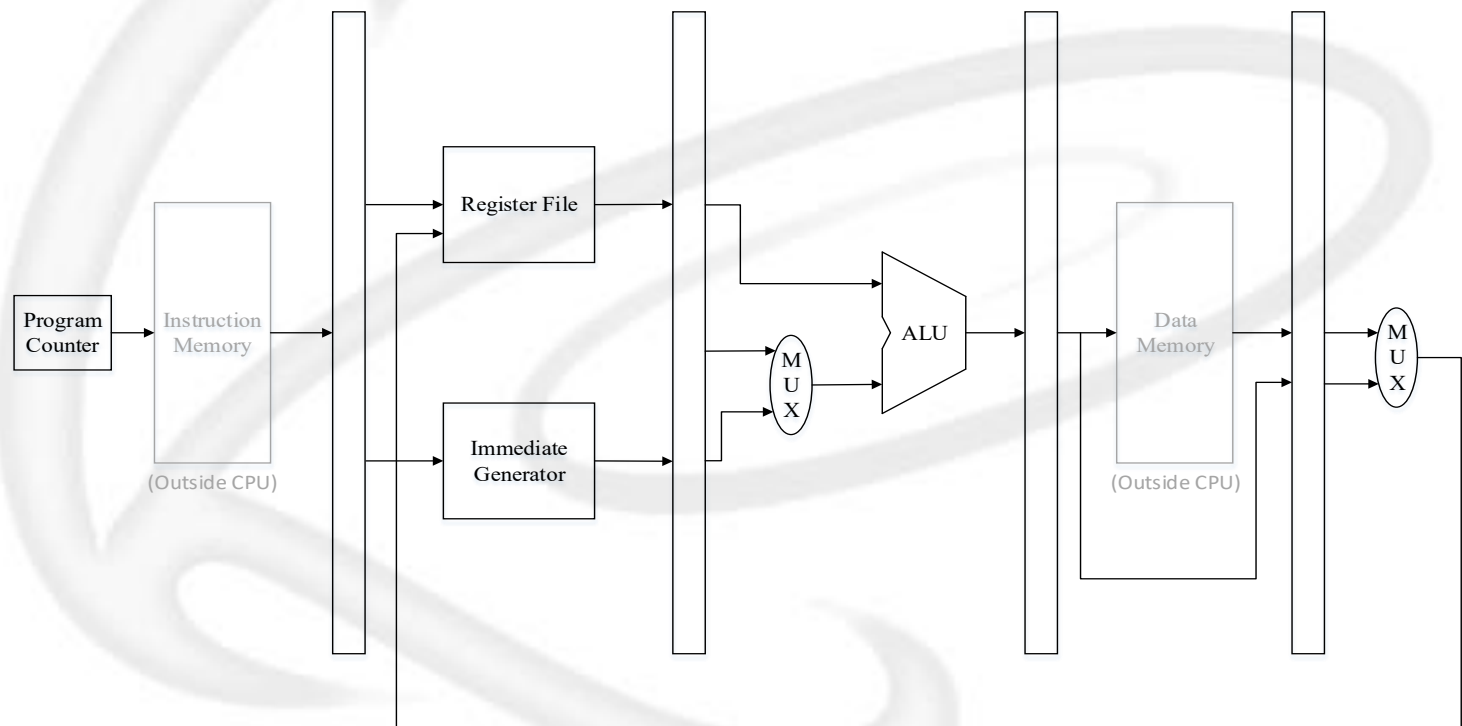 Program
Counter
Instruction
Memory
(Outside CPU)
Register File
Immediate
Generator
M
U
X
ALU
Data
Memory
(Outside CPU)
M
U
X